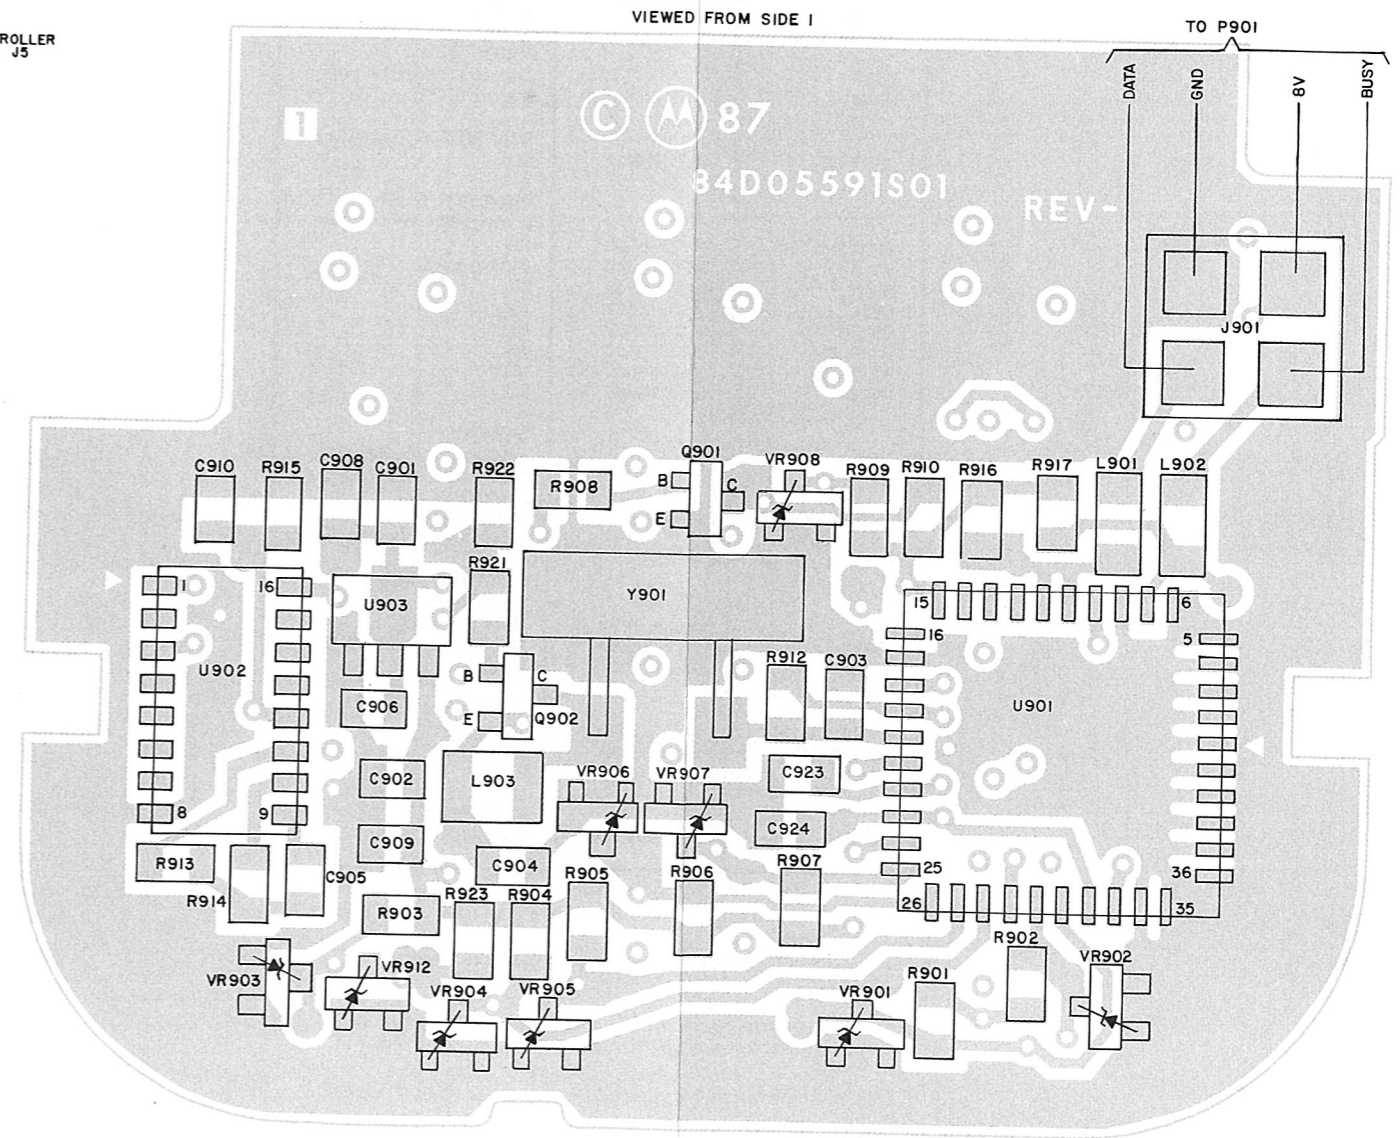 VIEWED FROM SIDE 1
ROLLER
J5
TO P901
DATA
GND
8V
BUSY
1
© M 87
84D05591S01
REV-
J901
C910
R915
C908
C901
R922
R908
Q901
B
C
E
VR908
R909
R910
R916
R917
L901
L902
1
16
U902
8
9
U903
R921
Y901
B
C
E
Q902
C906
R912
C903
15
6
16
5
U901
25
36
26
35
C902
L903
VR906
VR907
C923
C909
C904
C924
R913
R914
C905
R903
R923
R904
R905
R906
R907
VR903
VR912
VR904
VR905
VR901
R901
R902
VR902